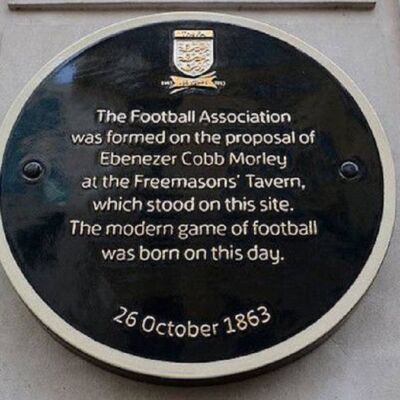 The Football Association
was formed on the proposal of
Ebenezer Cobb Morley
at the Freemasons' Tavern,
which stood on this site.
The modern game of football
was born on this day.
26 October 1863